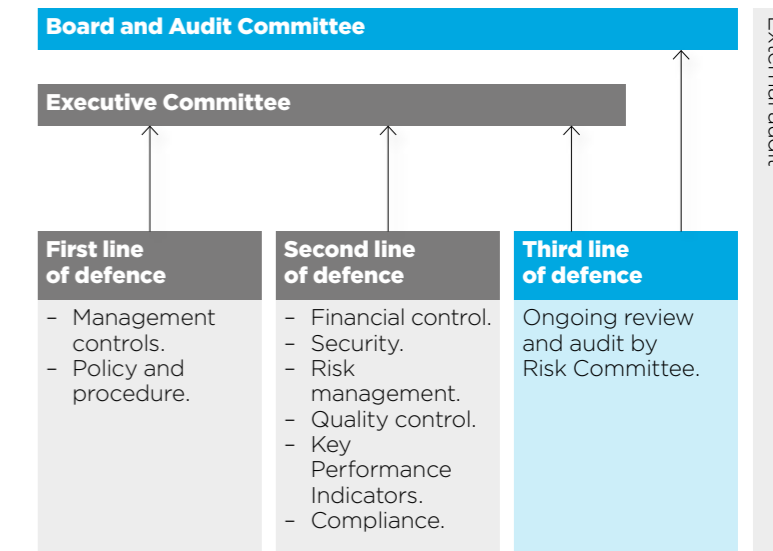 Board and Audit Committee
Executive Committee
First line
of defence
– Management
controls.
– Policy and
procedure.
Second line
of defence
– Financial control.
– Security.
– Risk
management.
– Quality control.
– Key
Performance
Indicators.
– Compliance.
Third line
of defence
Ongoing review
and audit by
Risk Committee.
External audit